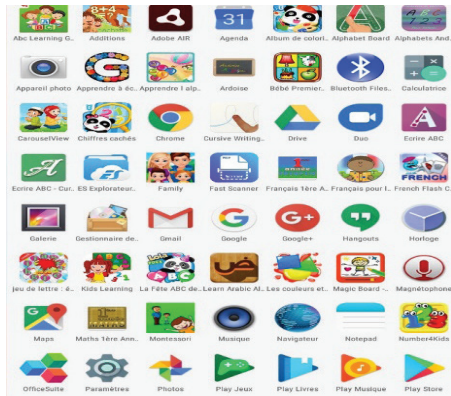 Abc Learning G.. Additions Adobe AIR Agenda Album de colori.. Alphabet Board Alphabets And.
Appareil photo Apprendre à éc.. Apprendre l alp.. Ardoise Bébé Premier.. Bluetooth Files.. Calculatrice
CarouselView Chiffres cachés Chrome Cursive Writing.. Drive Duo Ecrire ABC
Ecrire ABC - Cur.. ES Explorateur.. Family Fast Scanner Français 1ère A.. Français pour l.. French Flash C.
Galerie Gestionnaire de.. Gmail Google Google+ Hangouts Horloge
jeu de lettre : é.. Kids Learning La Fête ABC de.. Learn Arabic Al.. Les couleurs et.. Magic Board -.. Magnétophone
Maps Maths 1ère Ann.. Montessori Musique Navigateur Notepad Number4Kids
OfficeSuite Paramètres Photos Play Jeux Play Livres Play Musique Play Store